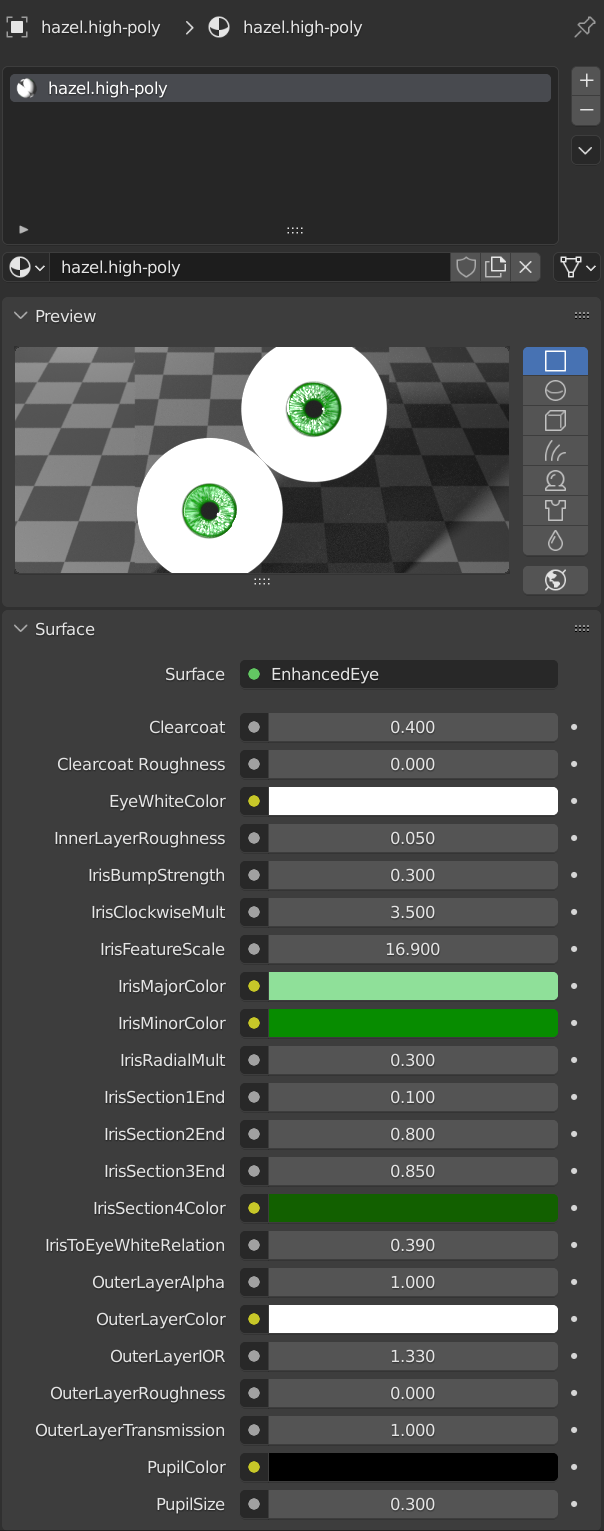 hazel.high-poly > hazel.high-poly
hazel.high-poly
hazel.high-poly
Preview
Surface
Surface EnhancedEye
Clearcoat 0.400
Clearcoat Roughness 0.000
EyeWhiteColor
InnerLayerRoughness 0.050
IrisBumpStrength 0.300
IrisClockwiseMult 3.500
IrisFeatureScale 16.900
IrisMajorColor
IrisMinorColor
IrisRadialMult 0.300
IrisSection1End 0.100
IrisSection2End 0.800
IrisSection3End 0.850
IrisSection4Color
IrisToEyeWhiteRelation 0.390
OuterLayerAlpha 1.000
OuterLayerColor
OuterLayerIOR 1.330
OuterLayerRoughness 0.000
OuterLayerTransmission 1.000
PupilColor
PupilSize 0.300